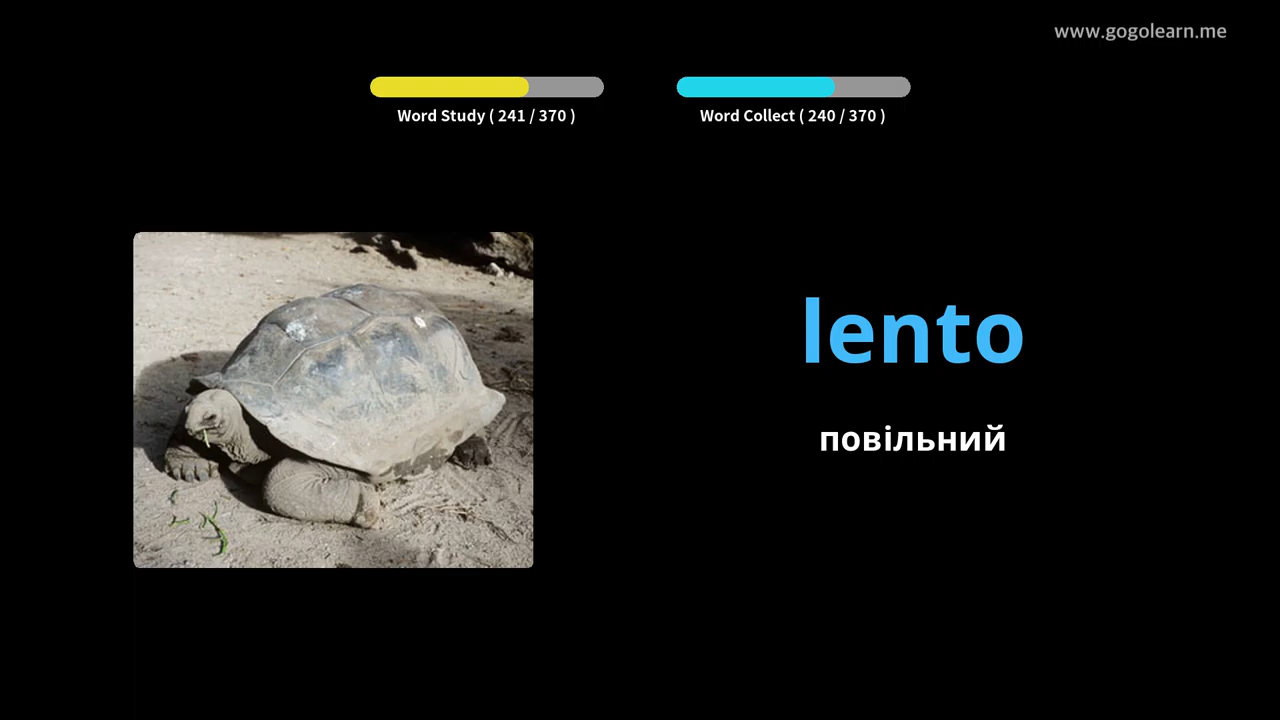 www.gogolearn.me
Word Study ( 241 / 370 )
Word Collect ( 240 / 370 )
lento
повільний